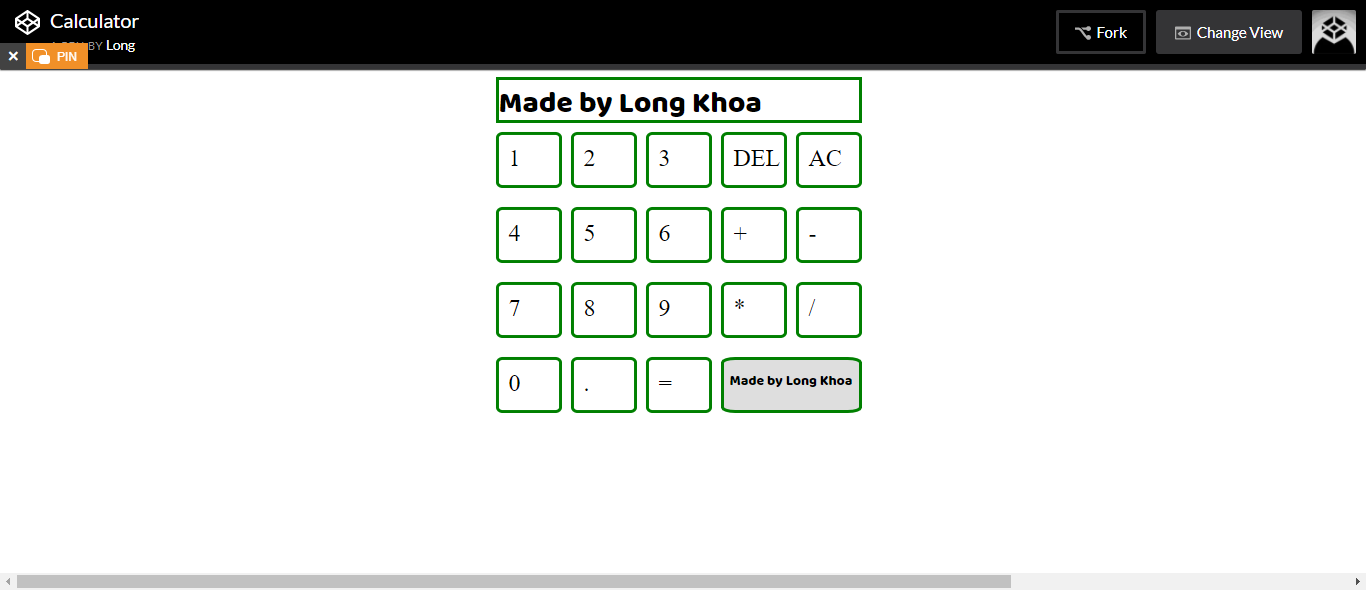 Calculator
A PEN BY Long
PIN
Fork
Change View
Made by Long Khoa
1 2 3 DEL AC
4 5 6 + -
7 8 9 * /
0 . = Made by Long Khoa